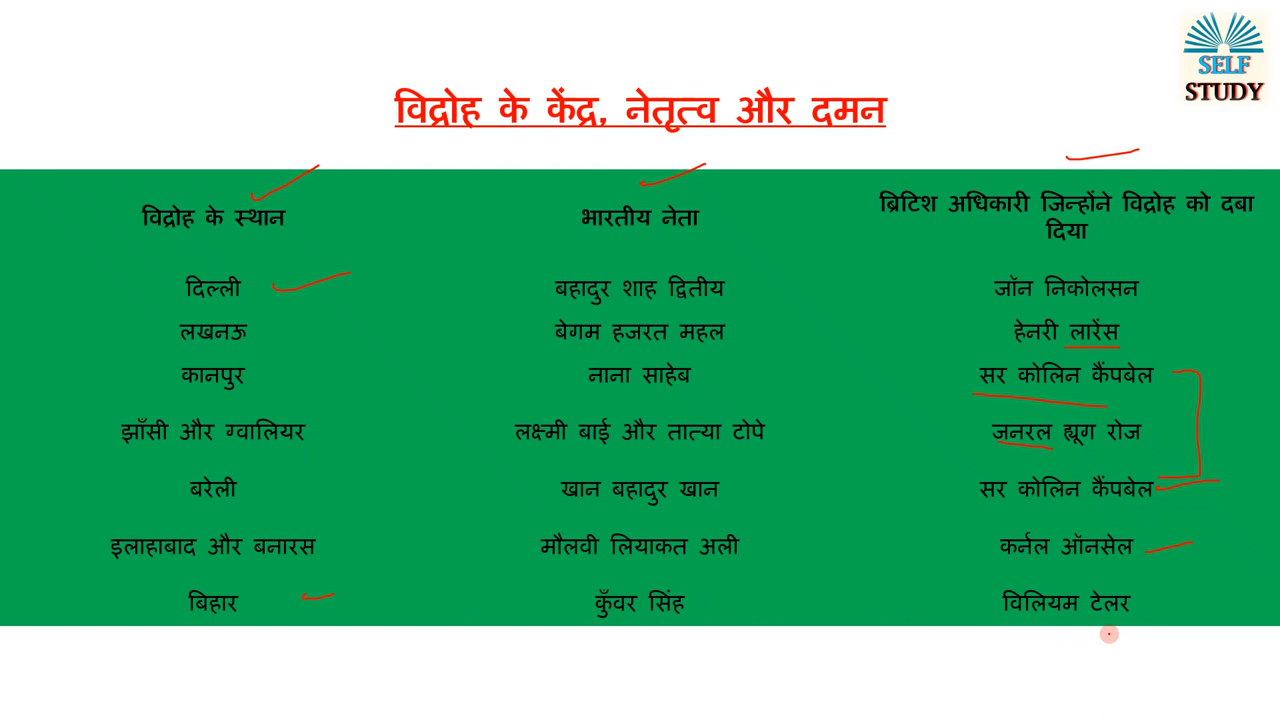 SELF
STUDY
विद्रोह के केंद्र, नेतृत्व और दमन
विद्रोह के स्थान भारतीय नेता ब्रिटिश अधिकारी जिन्होंने विद्रोह को दबा
दिया
दिल्ली बहादुर शाह द्वितीय जॉन निकोलसन
लखनऊ बेगम हजरत महल हेनरी लारेंस
कानपुर नाना साहेब सर कोलिन कैंपबेल
झाँसी और ग्वालियर लक्ष्मी बाई और तात्या टोपे जनरल ह्यूग रोज
बरेली खान बहादुर खान सर कोलिन कैंपबेल
इलाहाबाद और बनारस मौलवी लियाकत अली कर्नल ऑनसेल
बिहार कुँवर सिंह विलियम टेलर